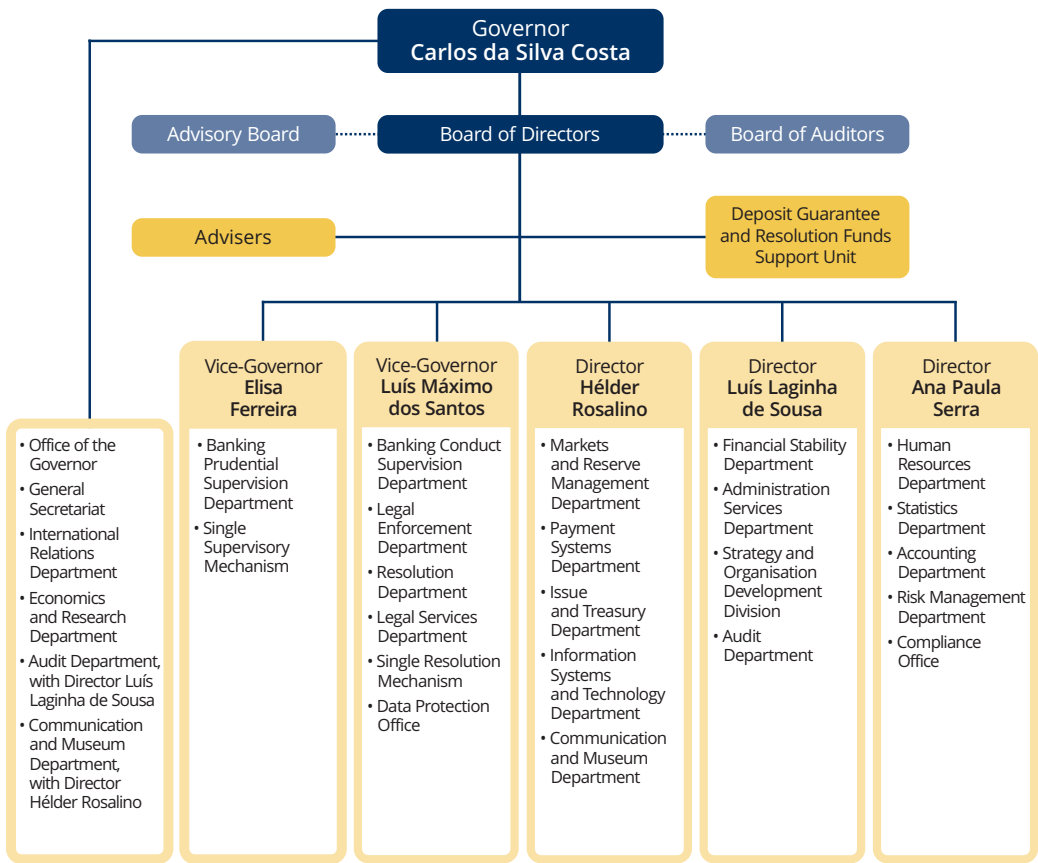 Governor
Carlos da Silva Costa
Advisory Board
Board of Directors
Board of Auditors
Advisers
Deposit Guarantee
and Resolution Funds
Support Unit
• Office of the
Governor
• General
Secretariat
• International
Relations
Department
• Economics
and Research
Department
• Audit Department,
with Director Luís
Laginha de Sousa
• Communication
and Museum
Department,
with Director
Hélder Rosalino
Vice-Governor
Elisa
Ferreira
• Banking
Prudential
Supervision
Department
• Single
Supervisory
Mechanism
Vice-Governor
Luís Máximo
dos Santos
• Banking Conduct
Supervision
Department
• Legal
Enforcement
Department
• Resolution
Department
• Legal Services
Department
• Single Resolution
Mechanism
• Data Protection
Office
Director
Hélder
Rosalino
• Markets
and Reserve
Management
Department
• Payment
Systems
Department
• Issue
and Treasury
Department
• Information
Systems
and Technology
Department
• Communication
and Museum
Department
Director
Luís Laginha
de Sousa
• Financial Stability
Department
• Administration
Services
Department
• Strategy and
Organisation
Development
Division
• Audit
Department
Director
Ana Paula
Serra
• Human
Resources
Department
• Statistics
Department
• Accounting
Department
• Risk Management
Department
• Compliance
Office